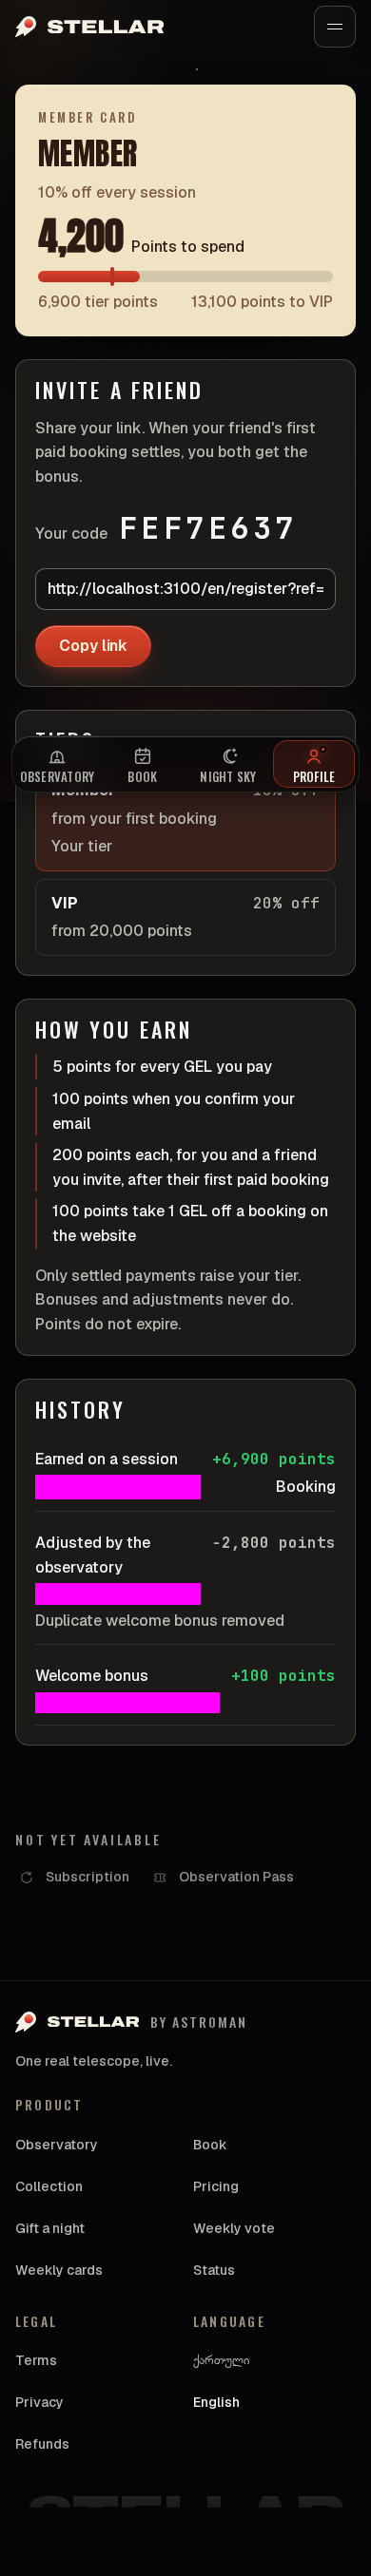 STELLAR
MEMBER CARD
MEMBER
10% off every session
4,200 Points to spend
6,900 tier points 13,100 points to VIP
INVITE A FRIEND
Share your link. When your friend's first
paid booking settles, you both get the
bonus.
Your code FEF7E637
http://localhost:3100/en/register?ref=
Copy link
OBSERVATORY BOOK NIGHT SKY PROFILE
from your first booking
Your tier
VIP 20% off
from 20,000 points
HOW YOU EARN
5 points for every GEL you pay
100 points when you confirm your
email
200 points each, for you and a friend
you invite, after their first paid booking
100 points take 1 GEL off a booking on
the website
Only settled payments raise your tier.
Bonuses and adjustments never do.
Points do not expire.
HISTORY
Earned on a session +6,900 points
Booking
Adjusted by the -2,800 points
observatory
Duplicate welcome bonus removed
Welcome bonus +100 points
NOT YET AVAILABLE
Subscription Observation Pass
STELLAR BY ASTROMAN
One real telescope, live.
PRODUCT
Observatory Book
Collection Pricing
Gift a night Weekly vote
Weekly cards Status
LEGAL LANGUAGE
Terms ქართული
Privacy English
Refunds
STELLAR